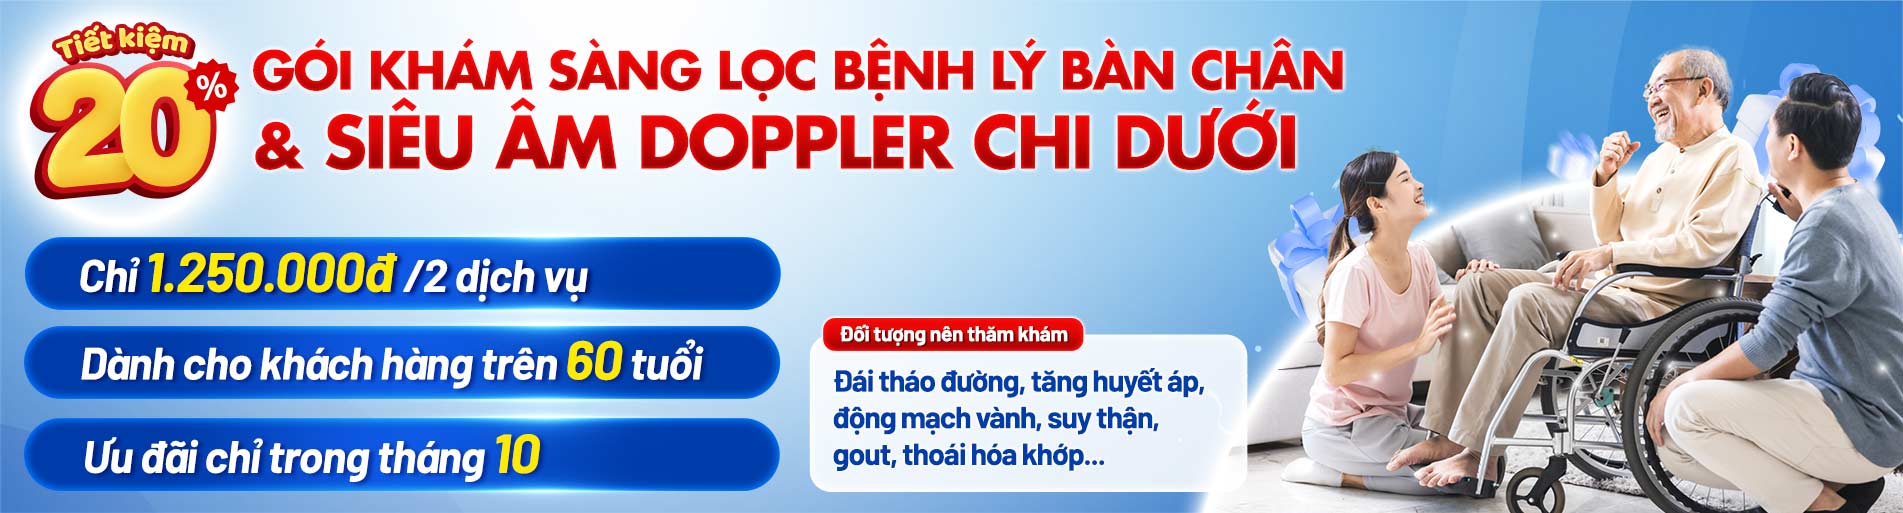 Tiết kiệm
20%
GÓI KHÁM SÀNG LỌC BỆNH LÝ BÀN CHÂN
& SIÊU ÂM DOPPLER CHI DƯỚI
Chỉ 1.250.000đ /2 dịch vụ
Dành cho khách hàng trên 60 tuổi
Ưu đãi chỉ trong tháng 10
Đối tượng nên thăm khám
Đái tháo đường, tăng huyết áp,
động mạch vành, suy thận,
gout, thoái hóa khớp...